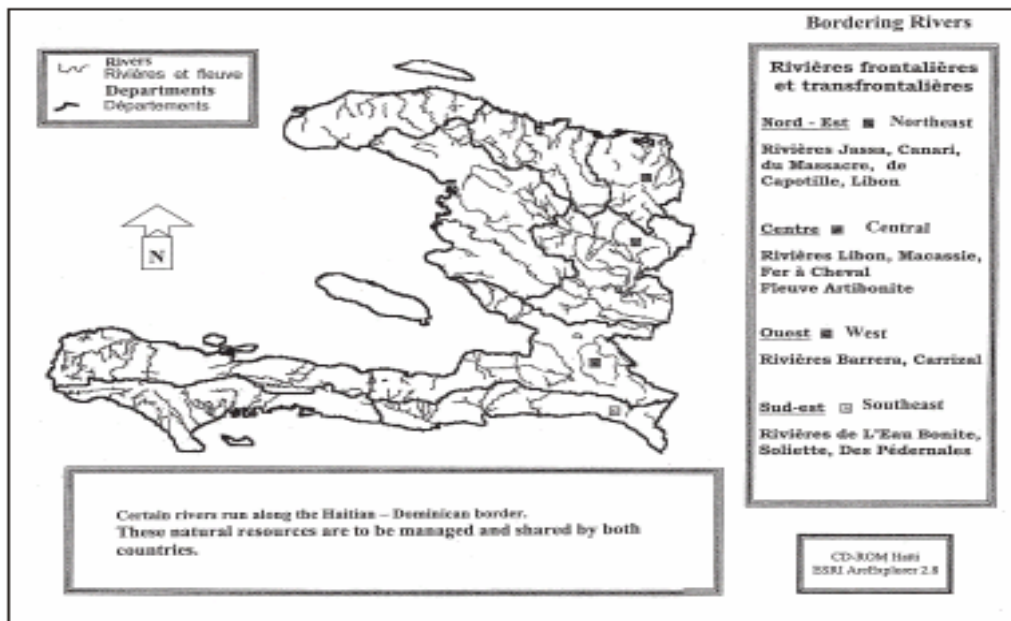 Bordering Rivers
Rivers
Rivières et fleuve
Departments
Départements
N
Rivières frontalières
et transfrontalières
Nord - Est Northeast
Rivières Jassa, Canari,
du Massacre, de
Capotille, Libon
Centre Central
Rivières Libon, Macassie,
Fer à Cheval
Fleuve Artibonite
Ouest West
Rivières Barrera, Carrizal
Sud-est Southeast
Rivières de L'Eau Bonite,
Soliette, Des Pédernales
Certain rivers run along the Haitian – Dominican border.
These natural resources are to be managed and shared by both
countries.
CD-ROM Haiti
ESRI ArcExplorer 2.8